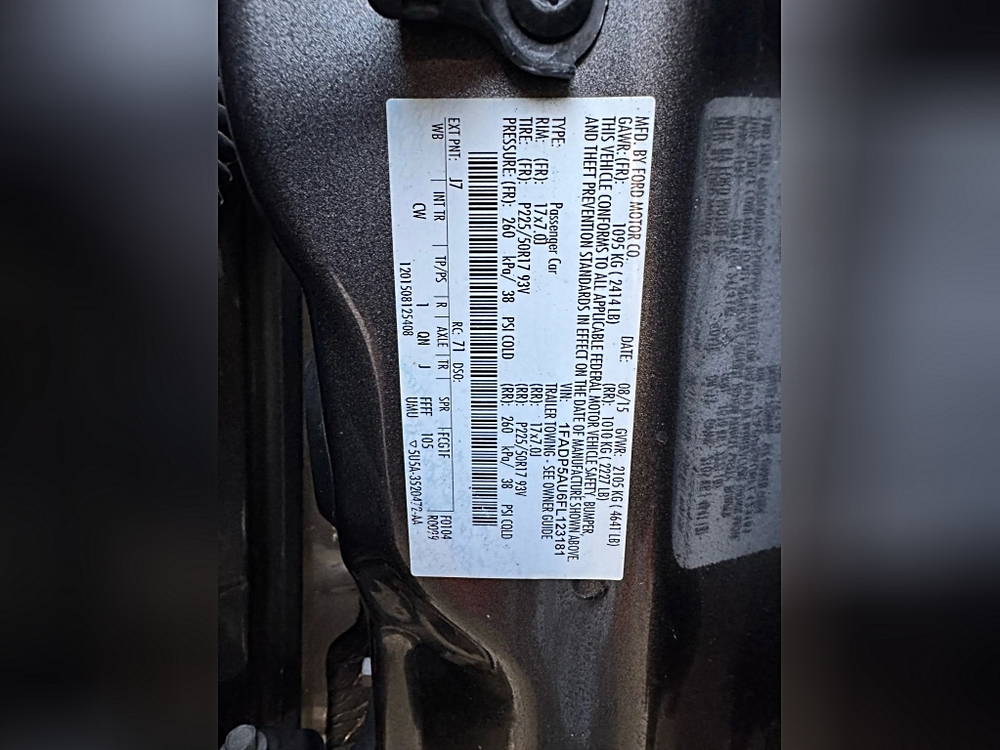 MFD. BY FORD MOTOR CO.
DATE: 08/15 GVWR: 2105 KG ( 4641 LB)
GAWR: (FR): 1095 KG ( 2414 LB) (RR): 1010 KG ( 2227 LB)
THIS VEHICLE CONFORMS TO ALL APPLICABLE FEDERAL MOTOR VEHICLE SAFETY, BUMPER,
AND THEFT PREVENTION STANDARDS IN EFFECT ON THE DATE OF MANUFACTURE SHOWN ABOVE.
VIN: 1FADP5AU6FL123181
TYPE: Passenger Car TRAILER TOWING - SEE OWNER GUIDE
RIM: (FR): 17x7.0J (RR): 17x7.0J
TIRE: (FR): P225/50R17 93V (RR): P225/50R17 93V
PRESSURE: (FR): 260 kPa/ 38 PSI COLD (RR): 260 kPa/ 38 PSI COLD
EXT PNT: J7 RC: 71 DSO: F0104
WB INT TR TP/PS R AXLE TR SPR FCG1F R0099
CW 1 QN J FFFF 105
UMU
1201508125408 ▽5U5A-3520472-AA